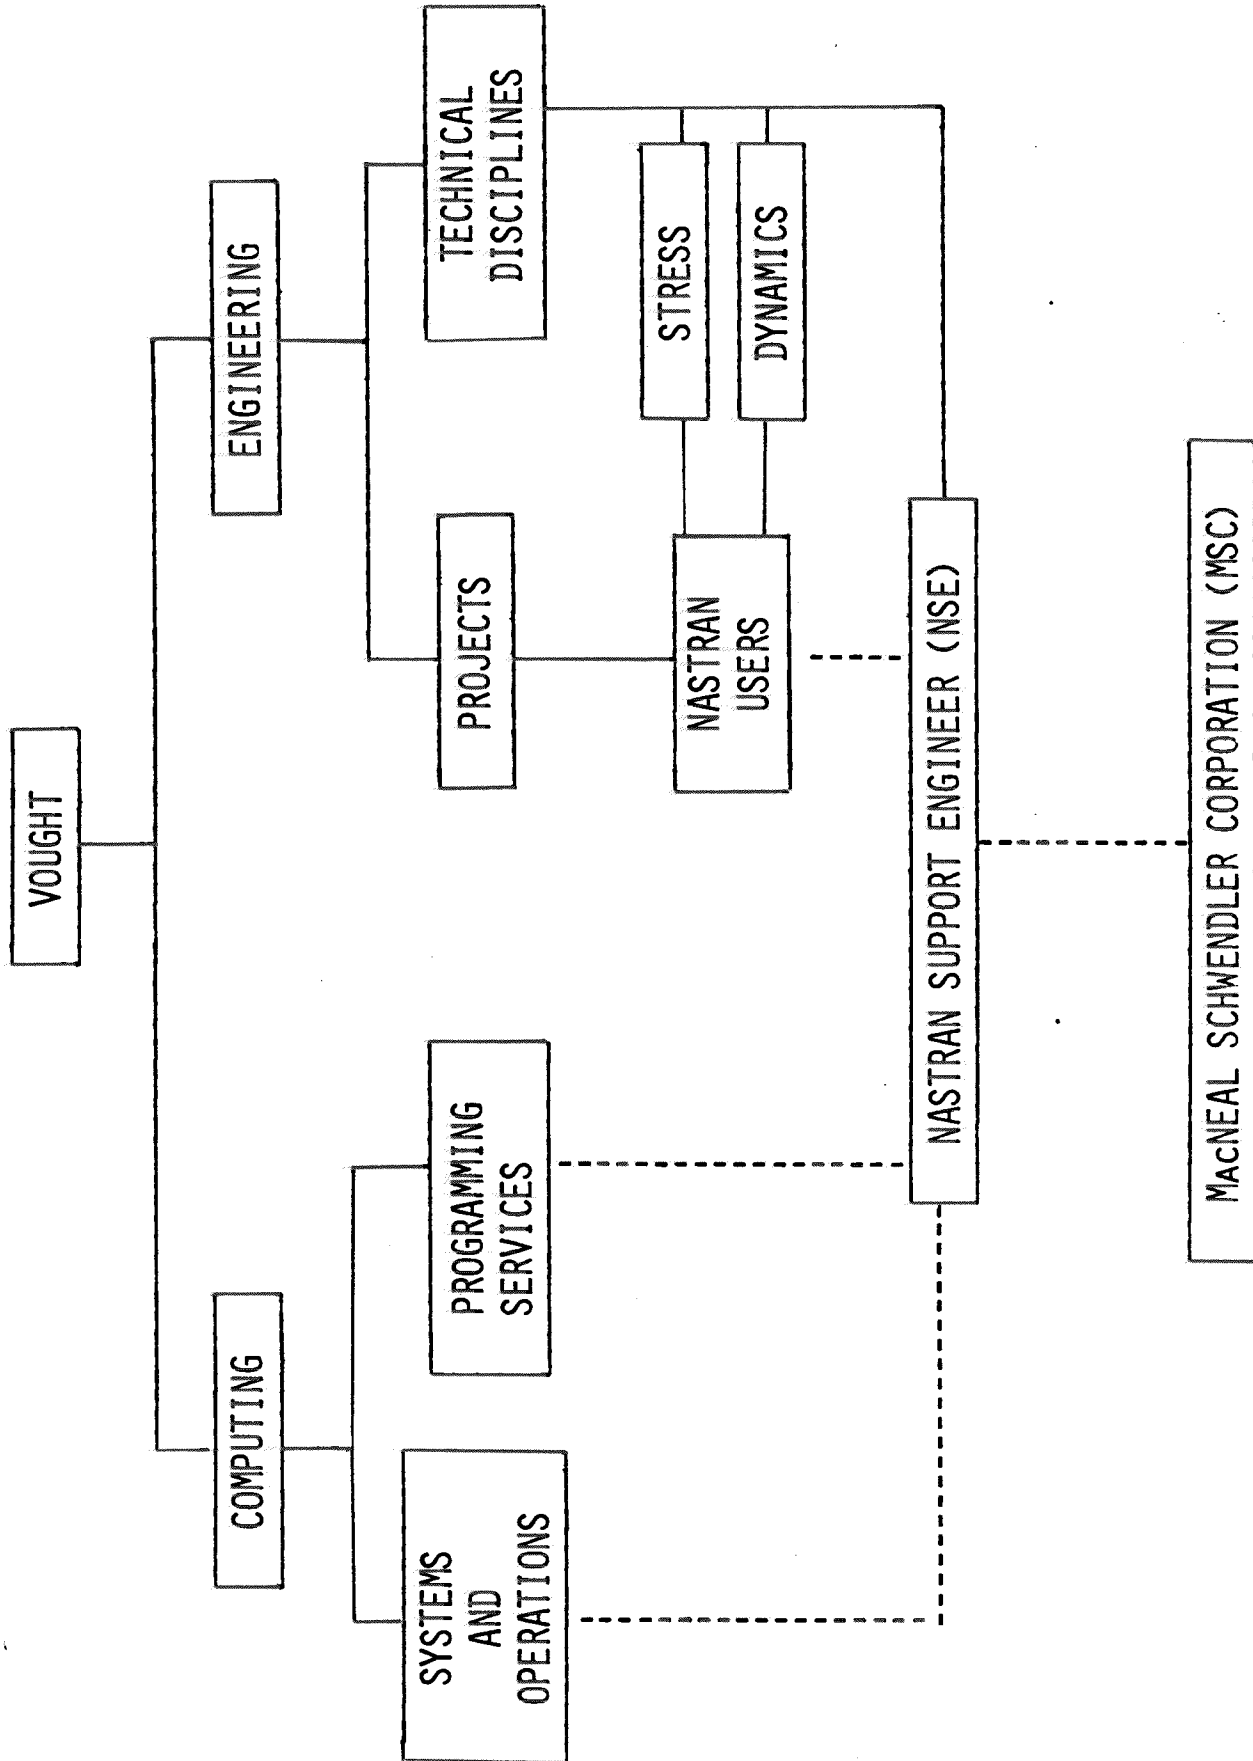 VOUGHT
COMPUTING
ENGINEERING
SYSTEMS
AND
OPERATIONS
PROGRAMMING
SERVICES
PROJECTS
TECHNICAL
DISCIPLINES
NASTRAN
USERS
STRESS
DYNAMICS
NASTRAN SUPPORT ENGINEER (NSE)
MACNEAL SCHWENDLER CORPORATION (MSC)